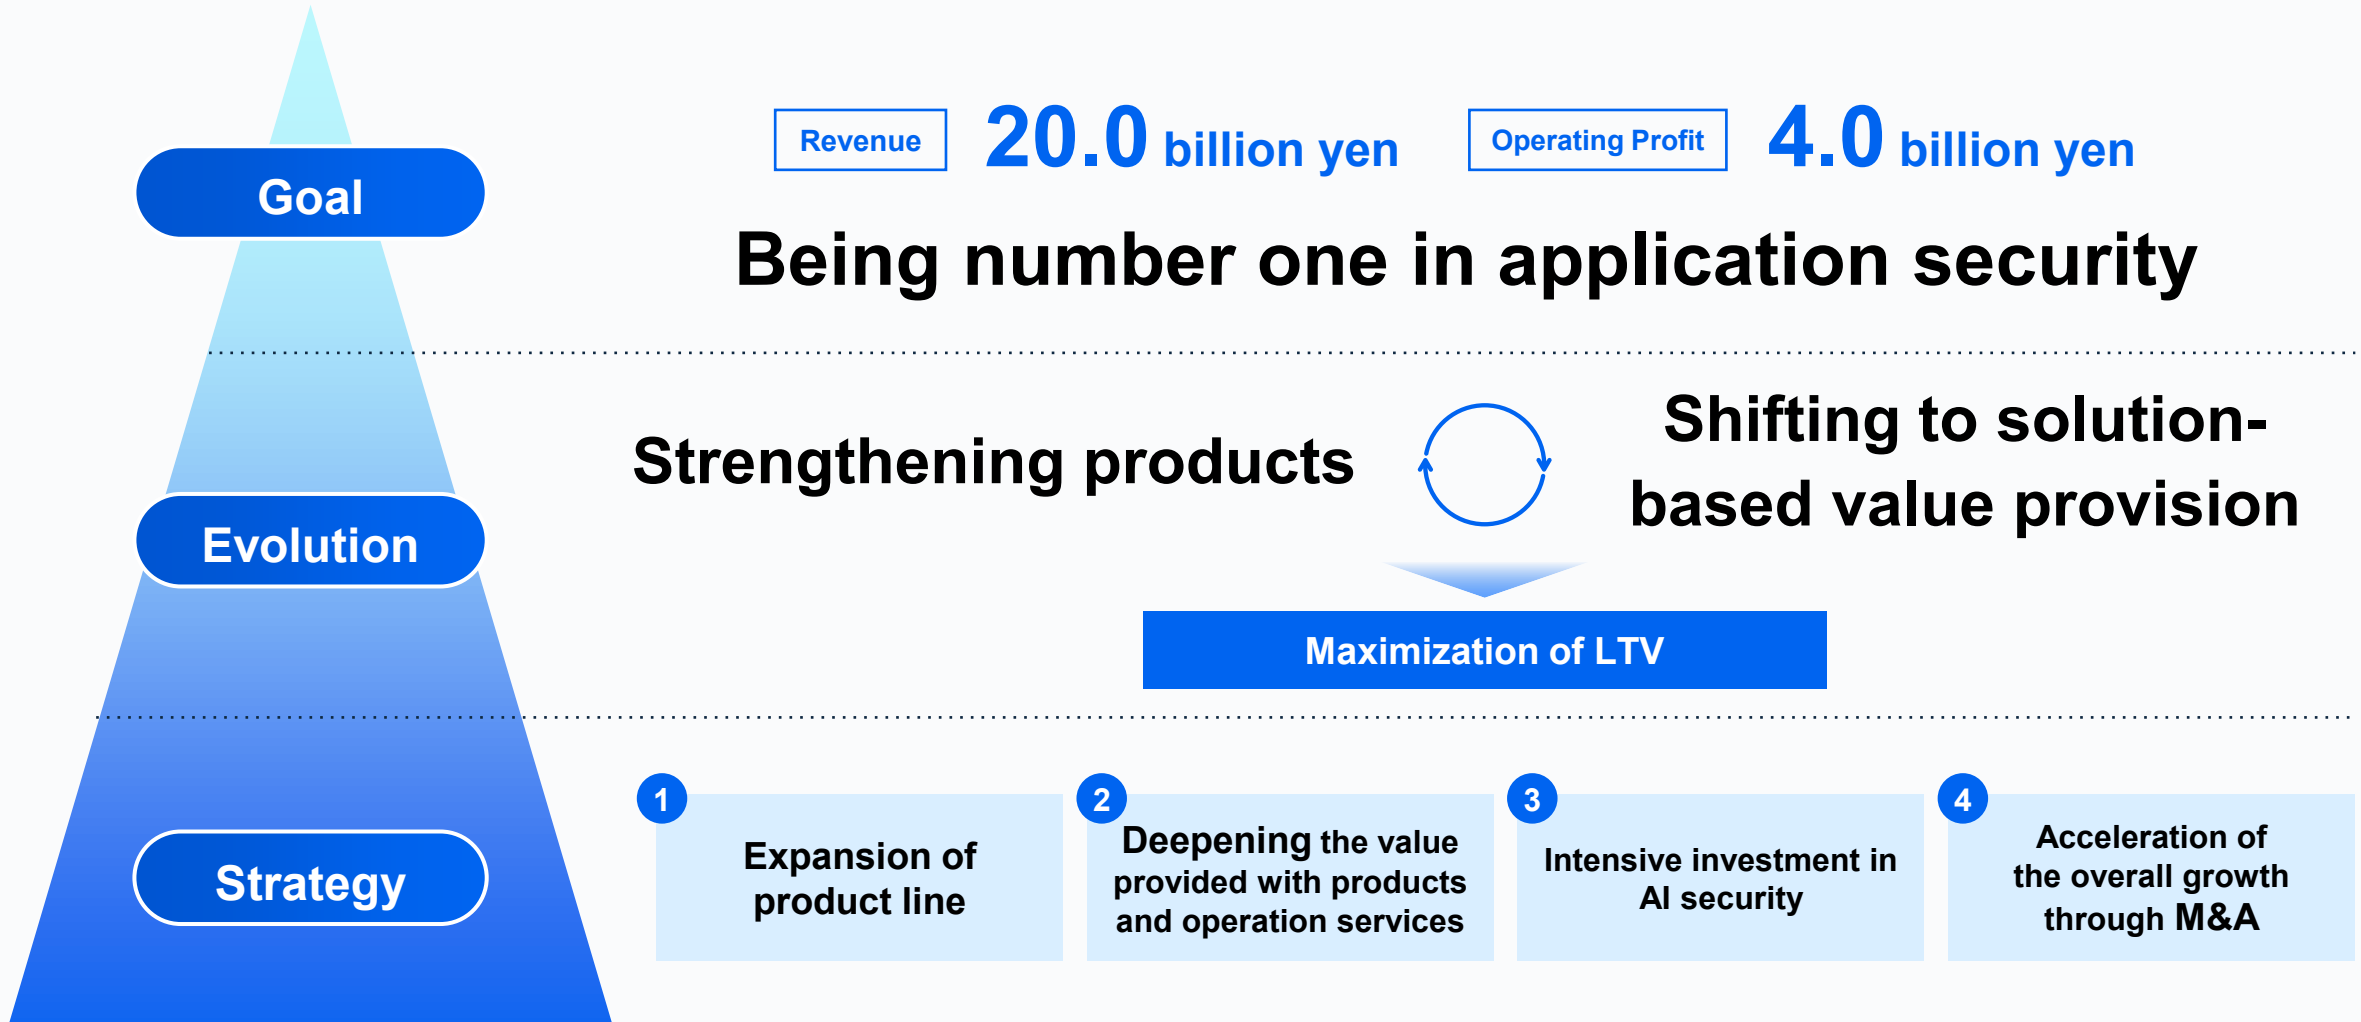 Goal
Revenue 20.0 billion yen Operating Profit 4.0 billion yen
Being number one in application security
Evolution
Strengthening products
Shifting to solution-
based value provision
Maximization of LTV
Strategy
1
Expansion of
product line
2
Deepening the value
provided with products
and operation services
3
Intensive investment in
AI security
4
Acceleration of
the overall growth
through M&A